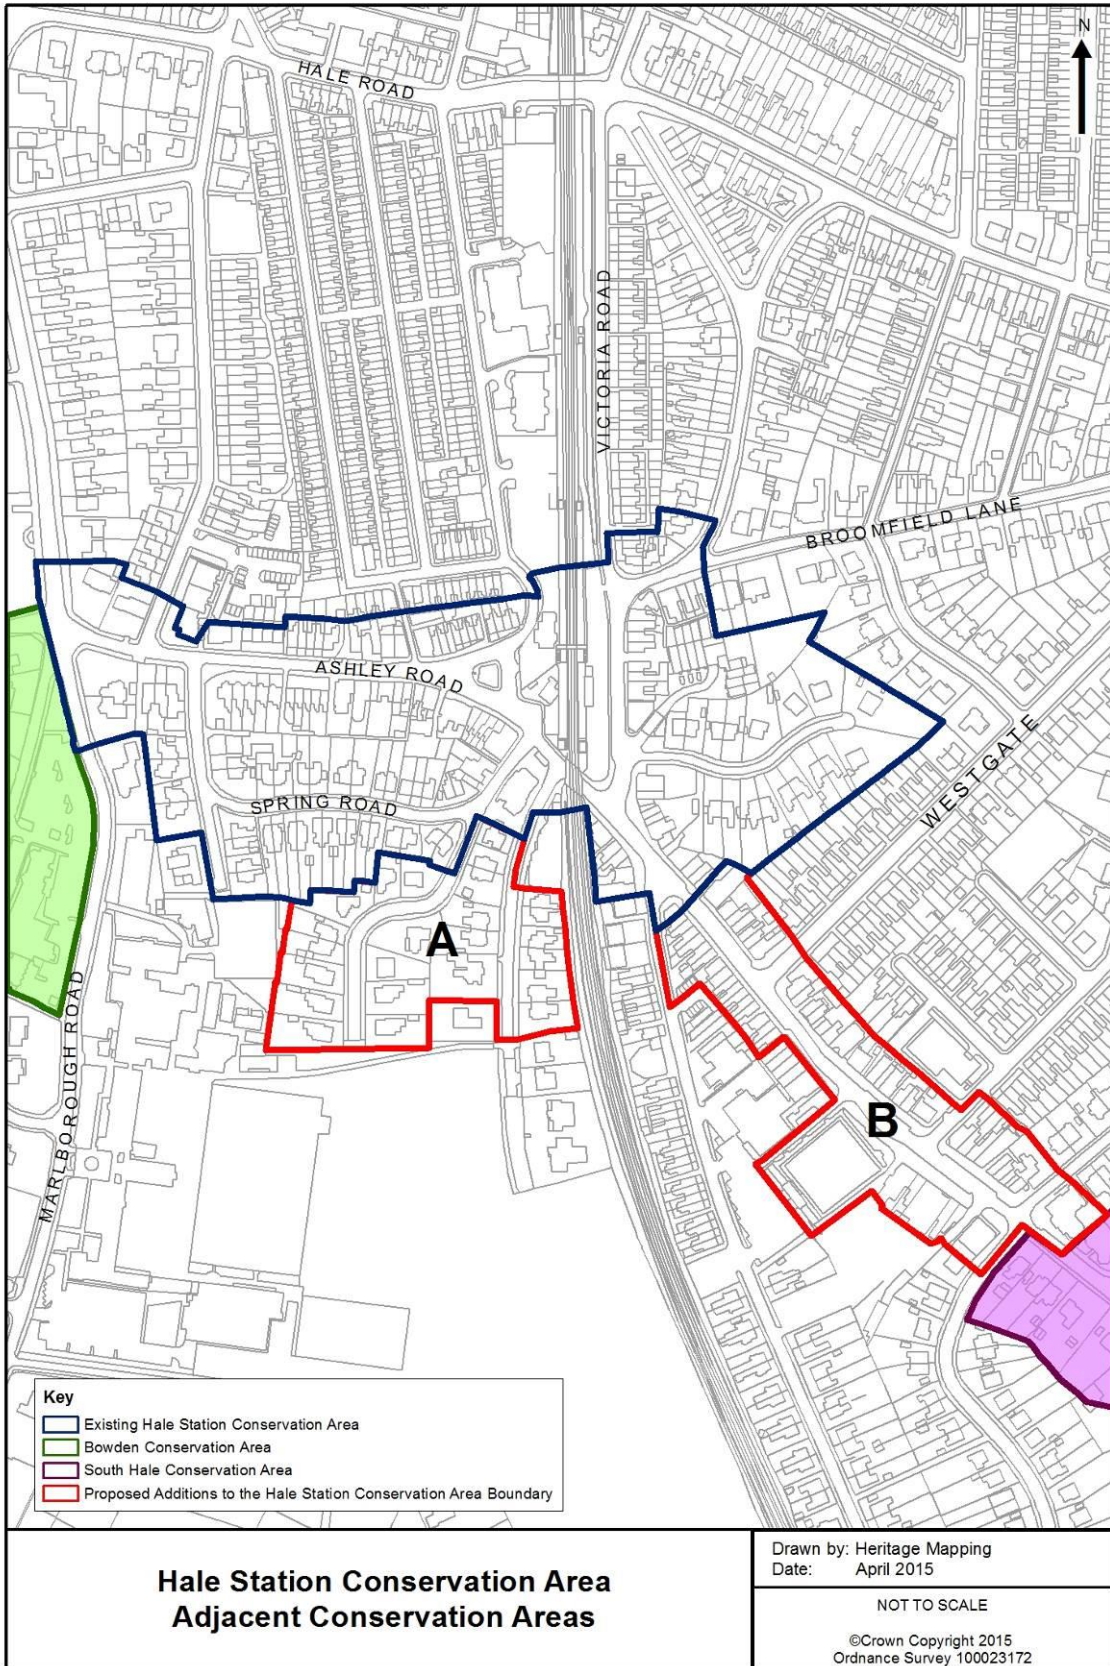 N
HALE ROAD
VICTORIA ROAD
BROOMFIELD LANE
ASHLEY ROAD
WESTGATE
SPRING ROAD
A
MARLBOROUGH ROAD
B
Key
Existing Hale Station Conservation Area
Bowden Conservation Area
South Hale Conservation Area
Proposed Additions to the Hale Station Conservation Area Boundary
Hale Station Conservation Area
Adjacent Conservation Areas
Drawn by: Heritage Mapping
Date: April 2015
NOT TO SCALE
©Crown Copyright 2015
Ordnance Survey 100023172